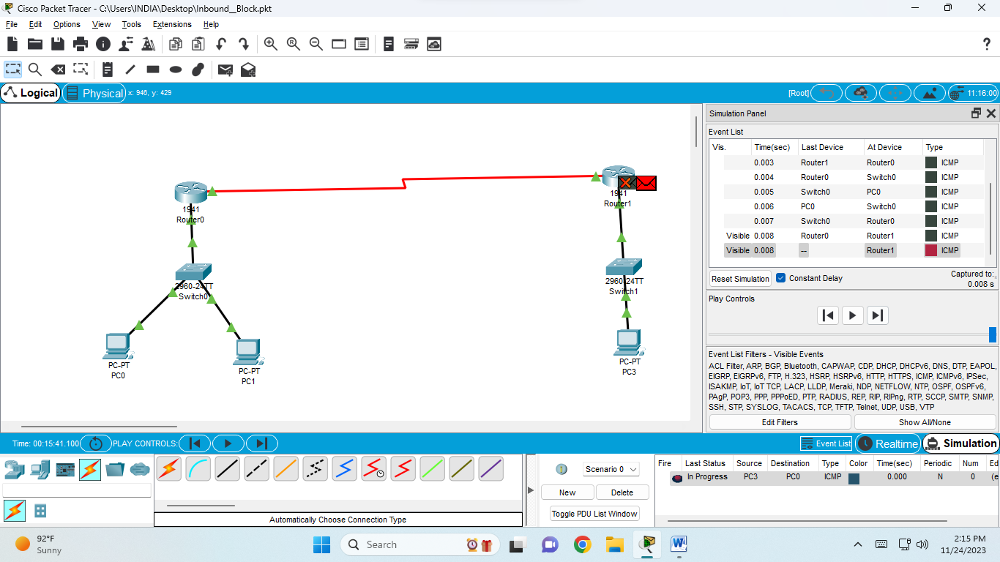 Cisco Packet Tracer - C:\Users\INDIA\Desktop\Inbound__Block.pkt
File Edit Options View Tools Extensions Help
R
?
Logical Physical x: 946, y: 429 [Root] 11:16:00
1941
Router0
2960-24TT
Switch0
PC-PT
PC0
PC-PT
PC1
1941
Router1
2960-24TT
Switch1
PC-PT
PC3
Simulation Panel
Event List
Vis. Time(sec) Last Device At Device Type
0.003 Router1 Router0 ICMP
0.004 Router0 Switch0 ICMP
0.005 Switch0 PC0 ICMP
0.006 PC0 Switch0 ICMP
0.007 Switch0 Router0 ICMP
Visible 0.008 Router0 Router1 ICMP
Visible 0.008 -- Router1 ICMP
Reset Simulation Constant Delay Captured to:
0.008 s
Play Controls
Event List Filters - Visible Events
ACL Filter, ARP, BGP, Bluetooth, CAPWAP, CDP, DHCP, DHCPv6, DNS, DTP, EAPOL,
EIGRP, EIGRPv6, FTP, H.323, HSRP, HSRPv6, HTTP, HTTPS, ICMP, ICMPv6, IPSec,
ISAKMP, IoT, IoT TCP, LACP, LLDP, Meraki, NDP, NETFLOW, NTP, OSPF, OSPFv6,
PAgP, POP3, PPP, PPPoED, PTP, RADIUS, REP, RIP, RIPng, RTP, SCCP, SMTP, SNMP,
SSH, STP, SYSLOG, TACACS, TCP, TFTP, Telnet, UDP, USB, VTP
Edit Filters Show All/None
Time: 00:15:41.100 PLAY CONTROLS: Event List Realtime Simulation
Automatically Choose Connection Type
Scenario 0
New Delete
Toggle PDU List Window
Fire Last Status Source Destination Type Color Time(sec) Periodic Num Ed
In Progress PC3 PC0 ICMP 0.000 N 0 (e
92°F
Sunny
Search
2:15 PM
11/24/2023